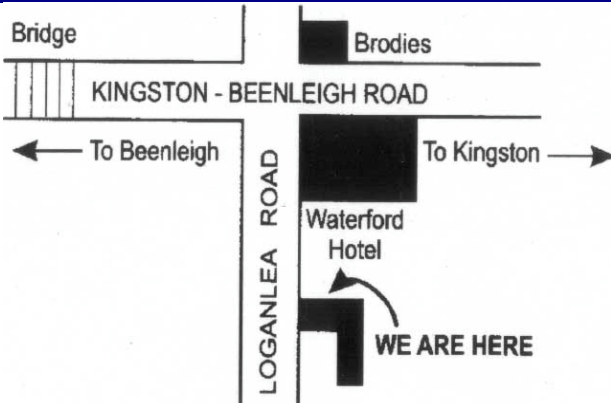 Bridge
Brodies
KINGSTON - BEENLEIGH ROAD
To Beenleigh
To Kingston
LOGANLEA ROAD
Waterford
Hotel
WE ARE HERE